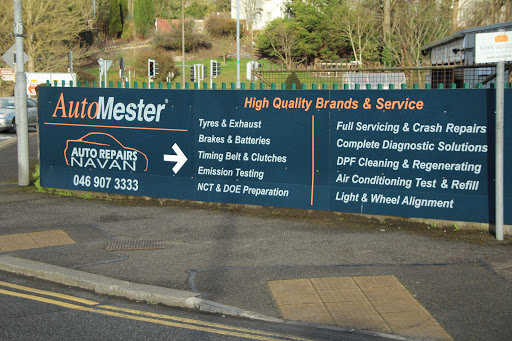 AutoMester®
AUTO REPAIRS
NAVAN
046 907 3333
High Quality Brands & Service
Tyres & Exhaust
Brakes & Batteries
Timing Belt & Clutches
Emission Testing
NCT & DOE Preparation
Full Servicing & Crash Repairs
Complete Diagnostic Solutions
DPF Cleaning & Regenerating
Air Conditioning Test & Refill
Light & Wheel Alignment